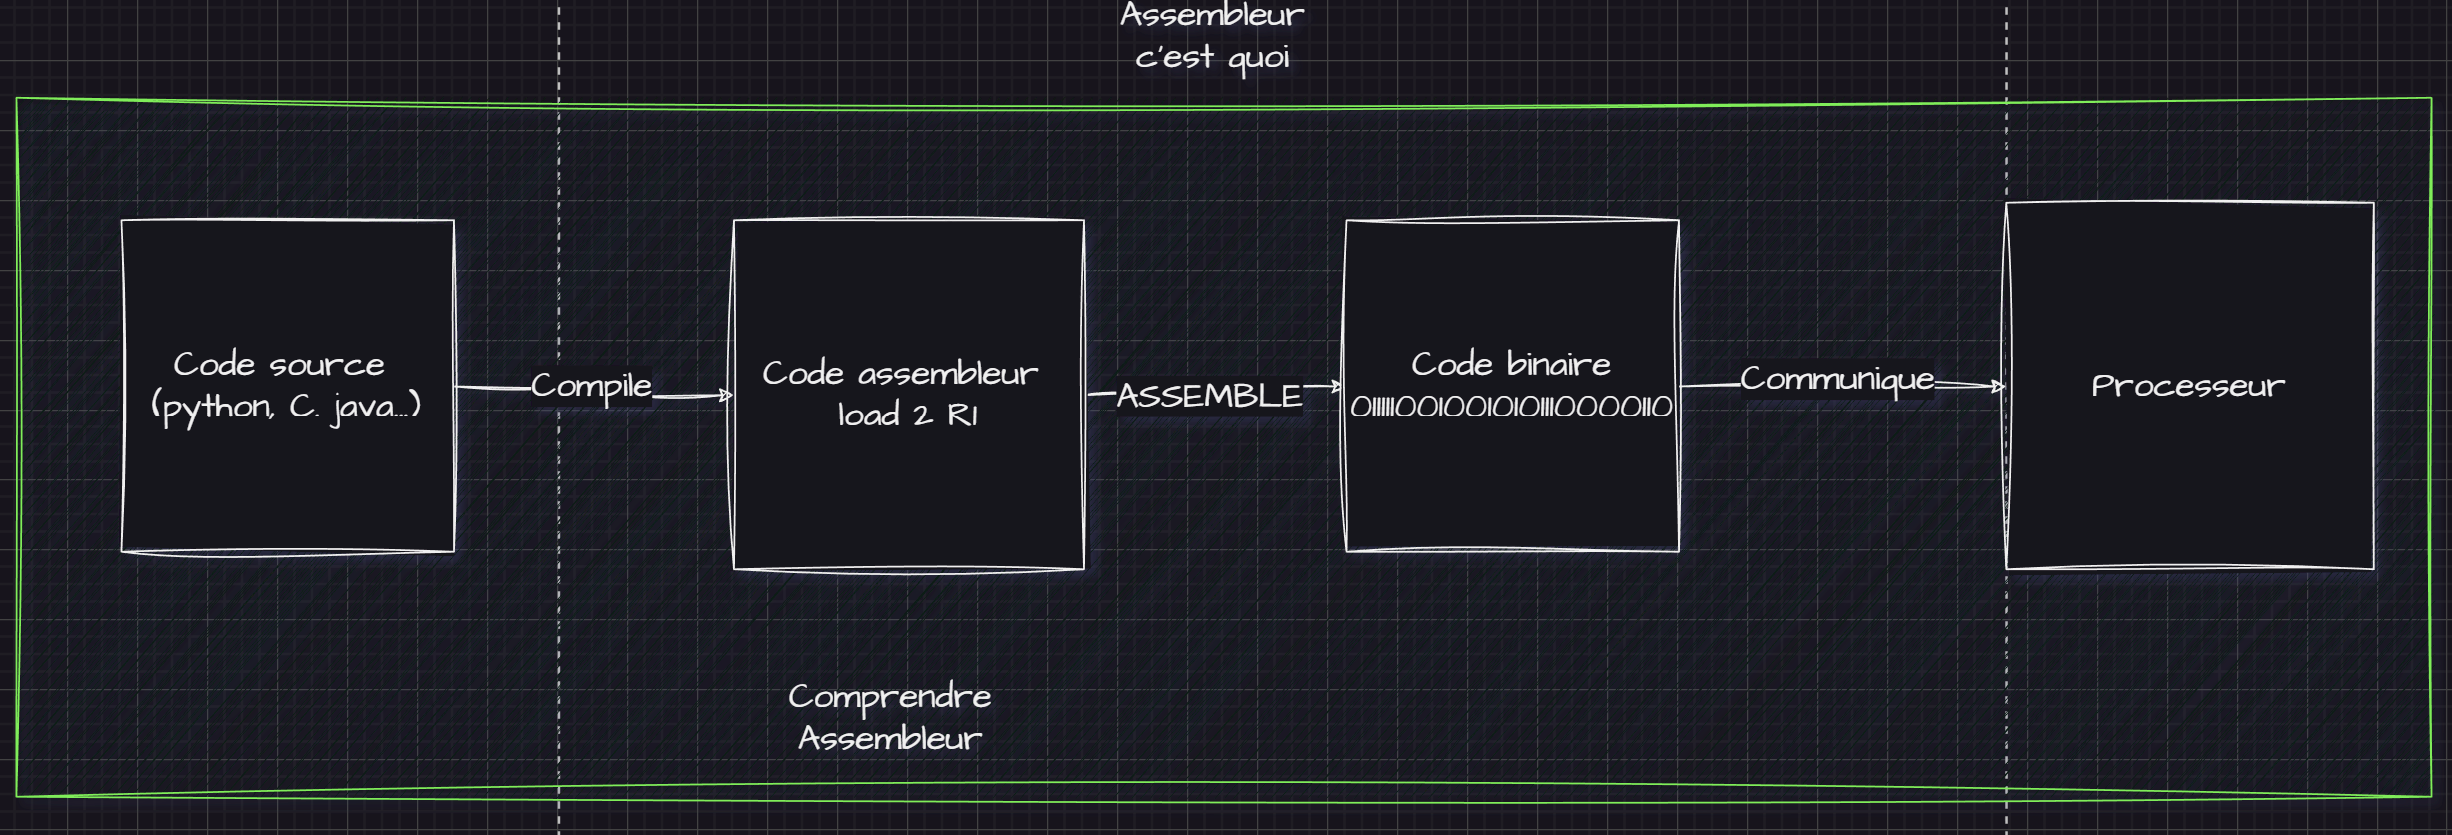 Assembleur
c'est quoi
Code source
(python, C. java...)
Compile
Code assembleur
load 2 R1
ASSEMBLE
Code binaire
011111100100101011110000110
Communique
Processeur
Comprendre
Assembleur